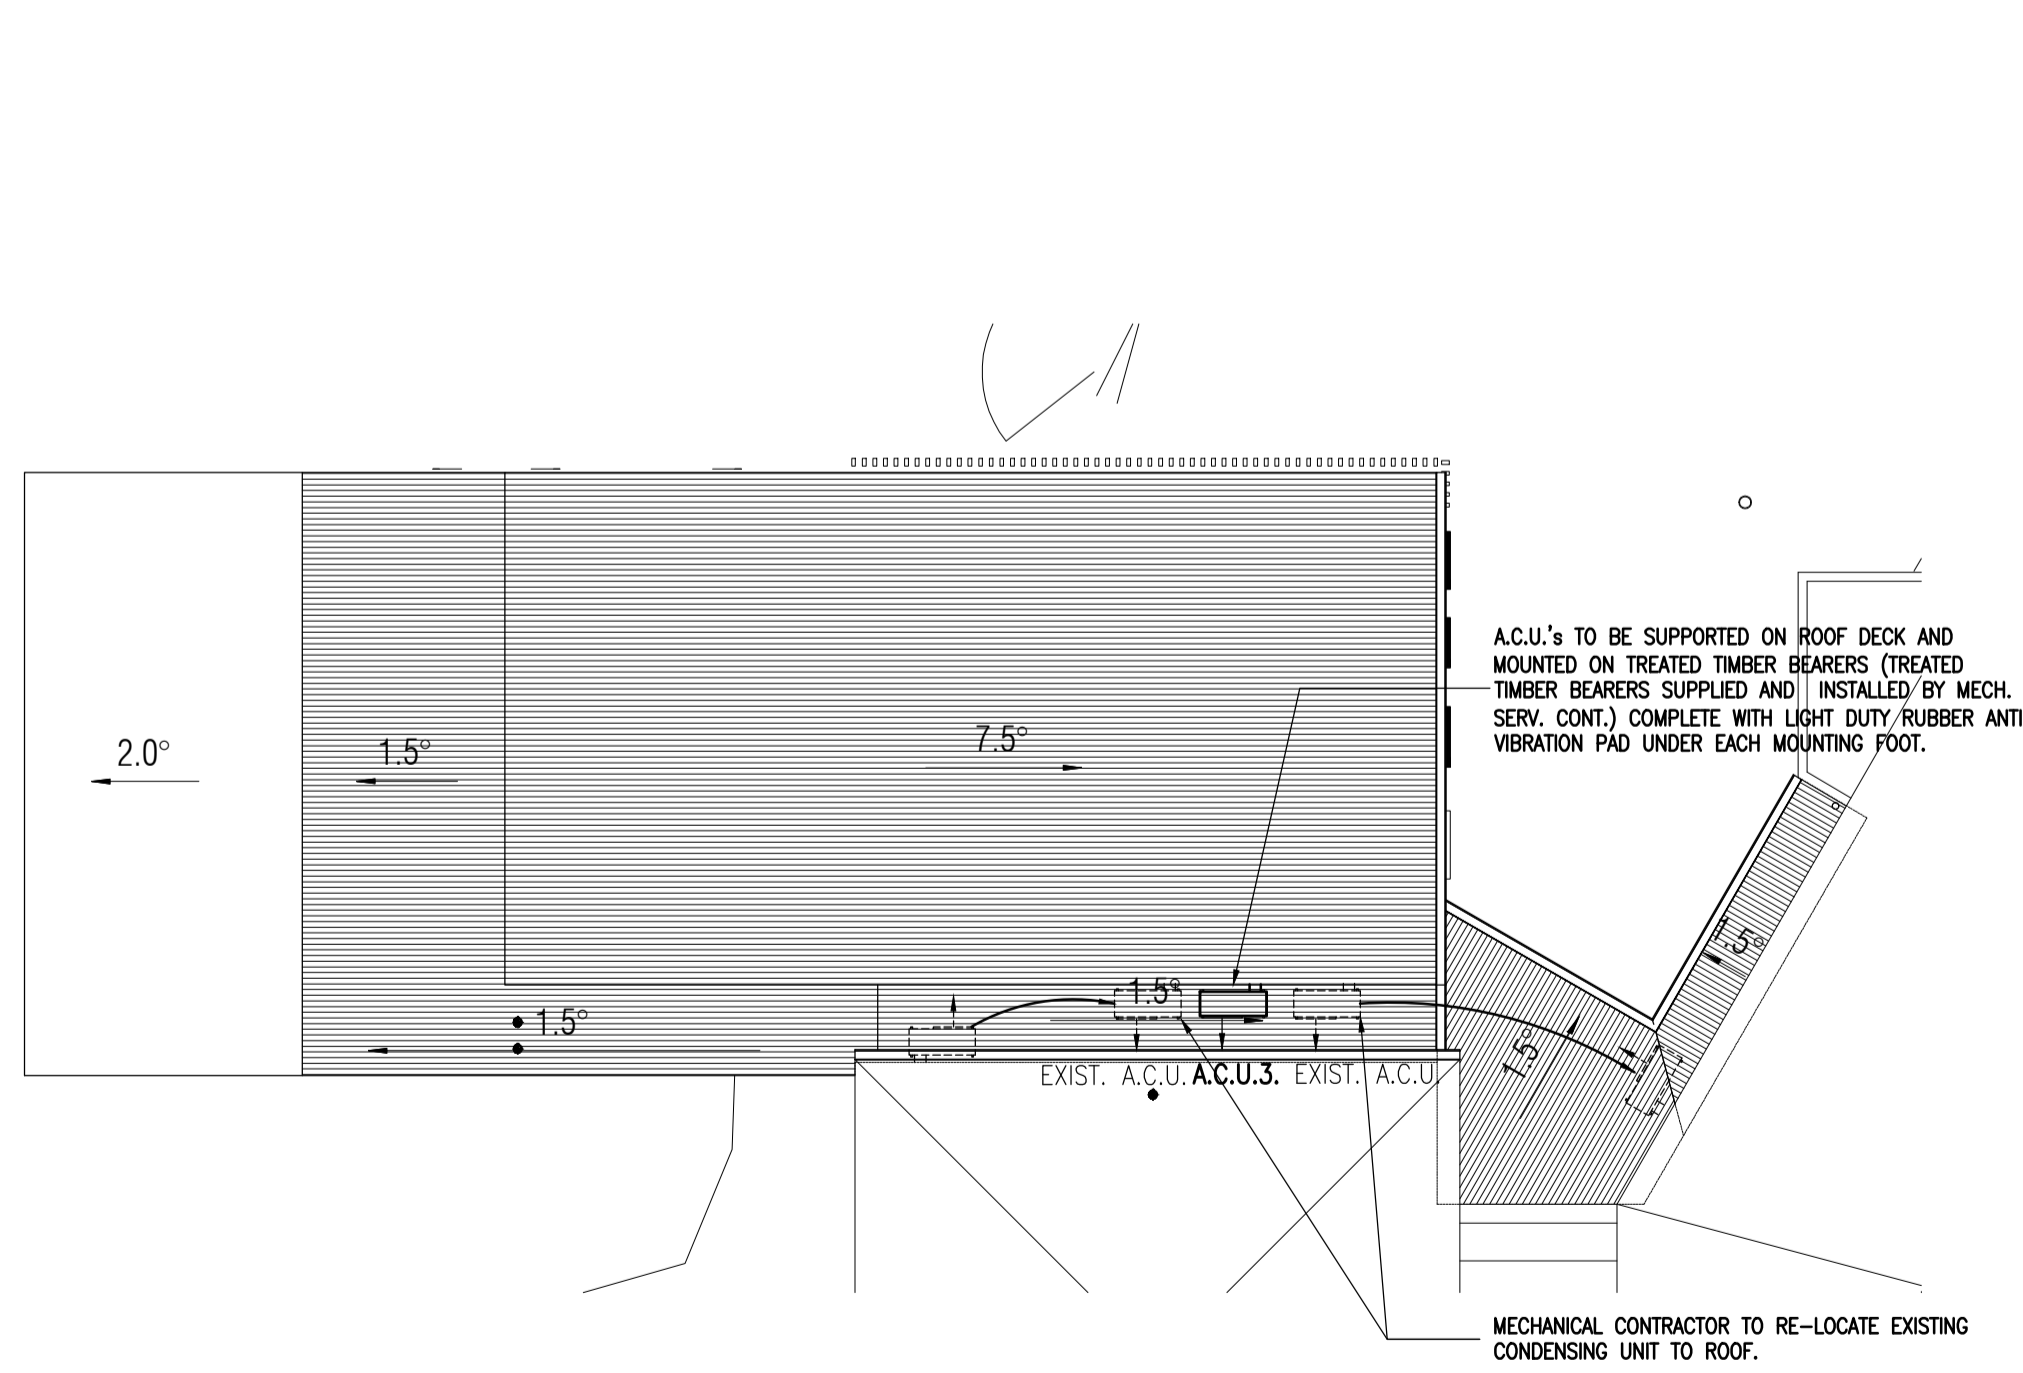 A.C.U.'s TO BE SUPPORTED ON ROOF DECK AND
MOUNTED ON TREATED TIMBER BEARERS (TREATED
TIMBER BEARERS SUPPLIED AND INSTALLED BY MECH.
SERV. CONT.) COMPLETE WITH LIGHT DUTY RUBBER ANTI
VIBRATION PAD UNDER EACH MOUNTING FOOT.
2.0°
1.5°
7.5°
1.5°
1.5°
1.5°
1.5°
EXIST. A.C.U.
A.C.U.3.
EXIST. A.C.U.
MECHANICAL CONTRACTOR TO RE-LOCATE EXISTING
CONDENSING UNIT TO ROOF.